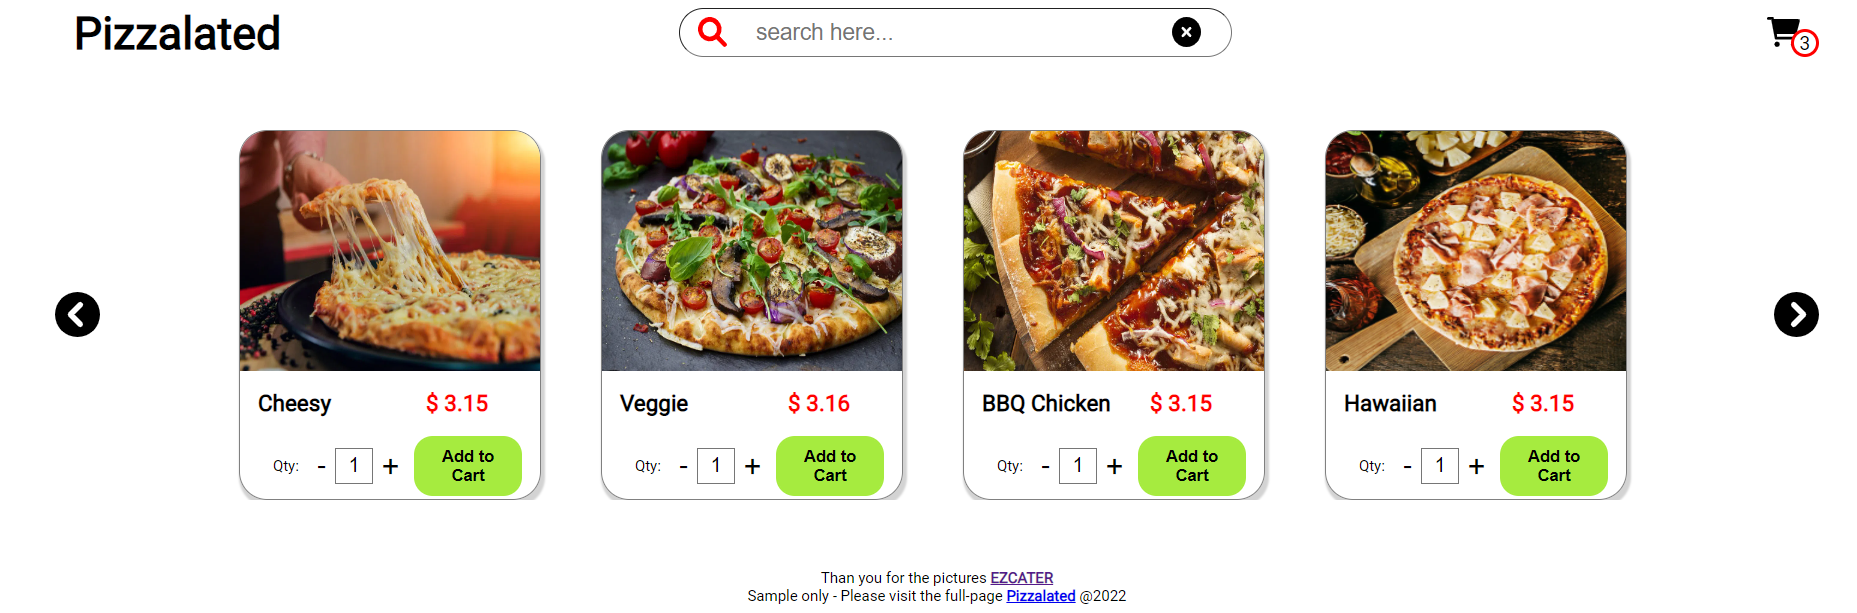 Pizzalated
search here...
3
Cheesy $ 3.15
Qty: - 1 + Add to
Cart
Veggie $ 3.16
Qty: - 1 + Add to
Cart
BBQ Chicken $ 3.15
Qty: - 1 + Add to
Cart
Hawaiian $ 3.15
Qty: - 1 + Add to
Cart
Than you for the pictures EZCATER
Sample only - Please visit the full-page Pizzalated @2022